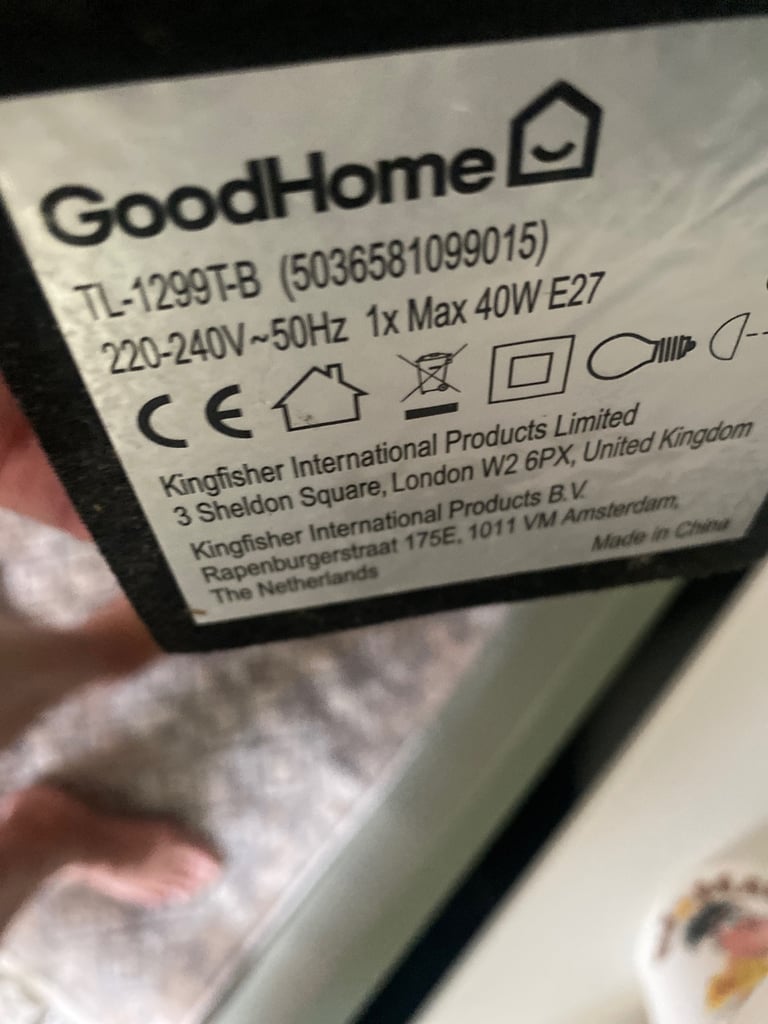 GoodHome
TL-1299T-B (5036581099015)
220-240V~50Hz 1x Max 40W E27
CE
Kingfisher International Products Limited
3 Sheldon Square, London W2 6PX, United Kingdom
Kingfisher International Products B.V.
Rapenburgerstraat 175E, 1011 VM Amsterdam,
The Netherlands
Made in China